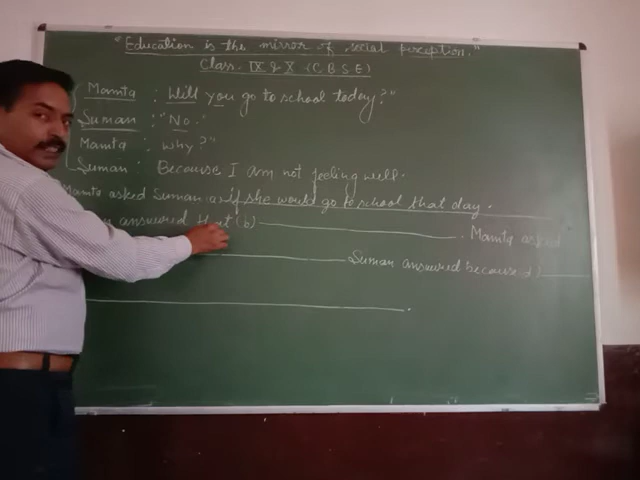 "Education is the mirror of social perception."
Class. IX & X (C B S E)
Mamta : Will you go to school today?"
Suman : "No."
Mamta : why?"
Suman : Because I am not feeling well.
Mamta asked Suman a) if she would go to school that day.
answered that (b) . Mamta asked
Suman answered because d)
.